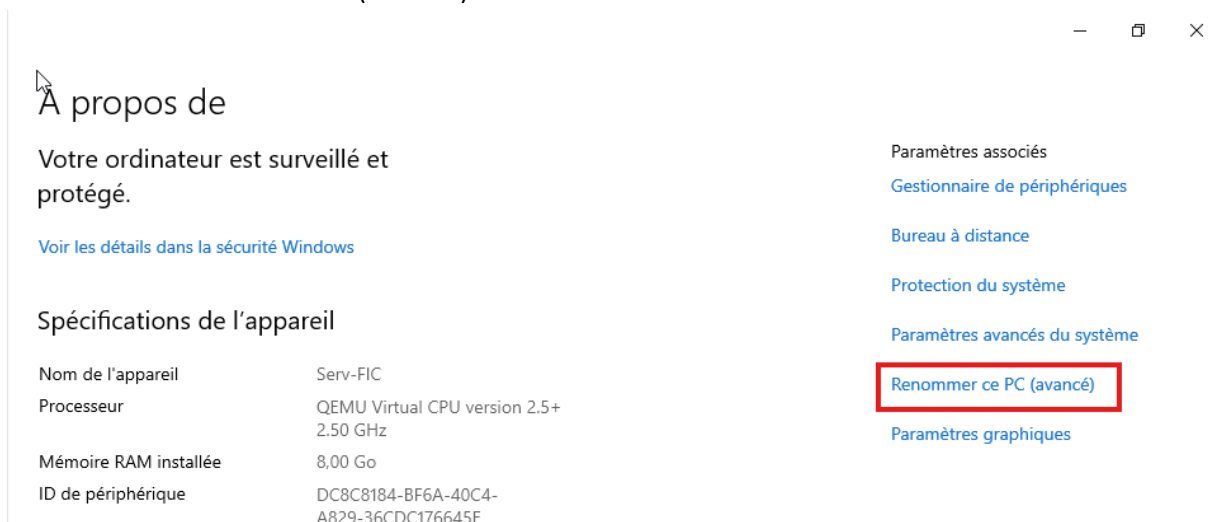 À propos de
Votre ordinateur est surveillé et
protégé.
Voir les détails dans la sécurité Windows
Spécifications de l'appareil
Nom de l'appareil Serv-FIC
Processeur QEMU Virtual CPU version 2.5+
2.50 GHz
Mémoire RAM installée 8,00 Go
ID de périphérique DC8C8184-BF6A-40C4-
A829-36CDC176645F
Paramètres associés
Gestionnaire de périphériques
Bureau à distance
Protection du système
Paramètres avancés du système
Renommer ce PC (avancé)
Paramètres graphiques